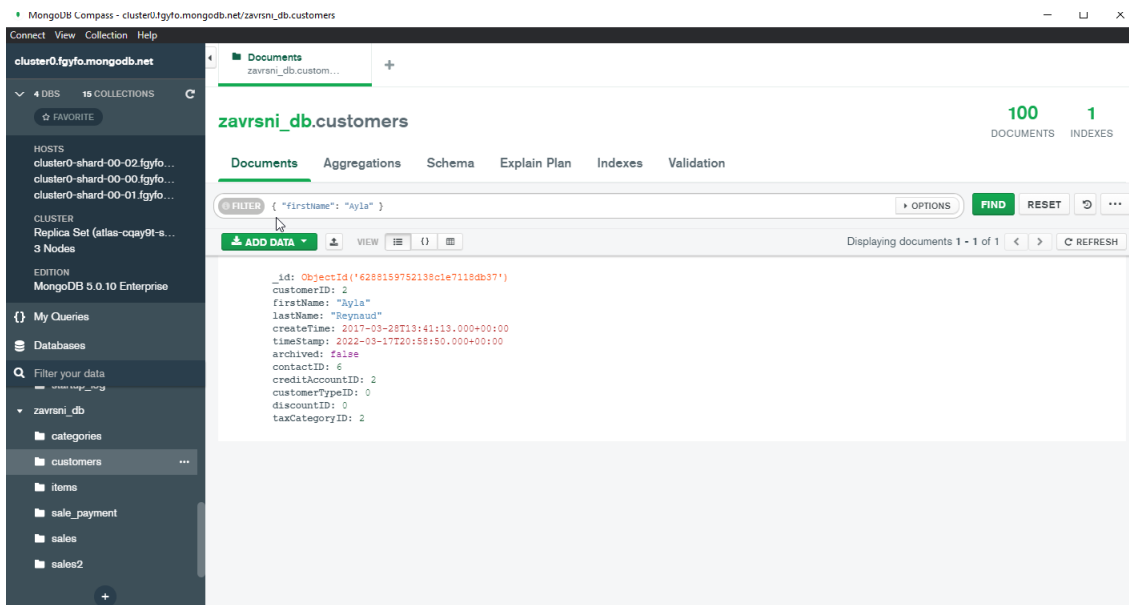 MongoDB Compass - cluster0.fgyfo.mongodb.net/zavrsni_db.customers
Connect View Collection Help
cluster0.fgyfo.mongodb.net
4 DBS 15 COLLECTIONS
FAVORITE
HOSTS
cluster0-shard-00-02.fgyfo...
cluster0-shard-00-00.fgyfo...
cluster0-shard-00-01.fgyfo...
CLUSTER
Replica Set (atlas-cqay9t-s...
3 Nodes
EDITION
MongoDB 5.0.10 Enterprise
{} My Queries
Databases
Filter your data
startup_log
zavrsni_db
categories
customers ...
items
sale_payment
sales
sales2
+
Documents
zavrsni_db.custom...
+
zavrsni_db.customers
100
DOCUMENTS
1
INDEXES
Documents Aggregations Schema Explain Plan Indexes Validation
FILTER { "firstName": "Ayla" }
OPTIONS FIND RESET ...
ADD DATA VIEW {}
Displaying documents 1 - 1 of 1 < > REFRESH
_id: ObjectId('6288159752138c1e7118db37')
customerID: 2
firstName: "Ayla"
lastName: "Reynaud"
createTime: 2017-03-28T13:41:13.000+00:00
timeStamp: 2022-03-17T20:58:50.000+00:00
archived: false
contactID: 6
creditAccountID: 2
customerTypeID: 0
discountID: 0
taxCategoryID: 2